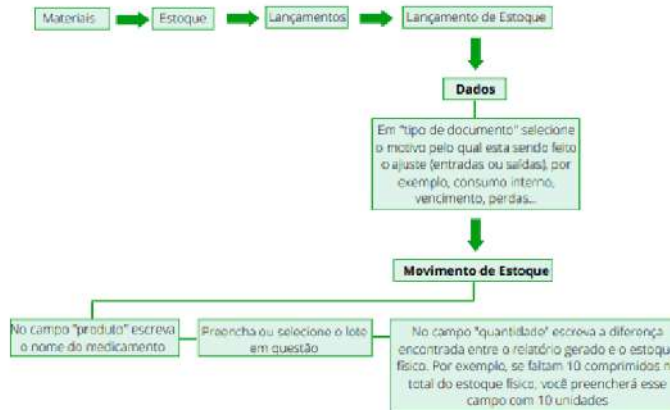 Materiais
Estoque
Lançamentos
Lançamento de Estoque
Dados
Em "tipo de documento" selecione
o motivo pelo qual esta sendo feito
o ajuste (entradas ou saídas), por
exemplo, consumo interno,
vencimento, perdas...
Movimento de Estoque
No campo "produto" escreva
o nome do medicamento
Preencha ou selecione o lote
em questão
No campo "quantidade" escreva a diferença
encontrada entre o relatório gerado e o estoqu
físico. Por exemplo, se faltam 10 comprimidos n
total do estoque físico, você preencherá esse
campo com 10 unidades